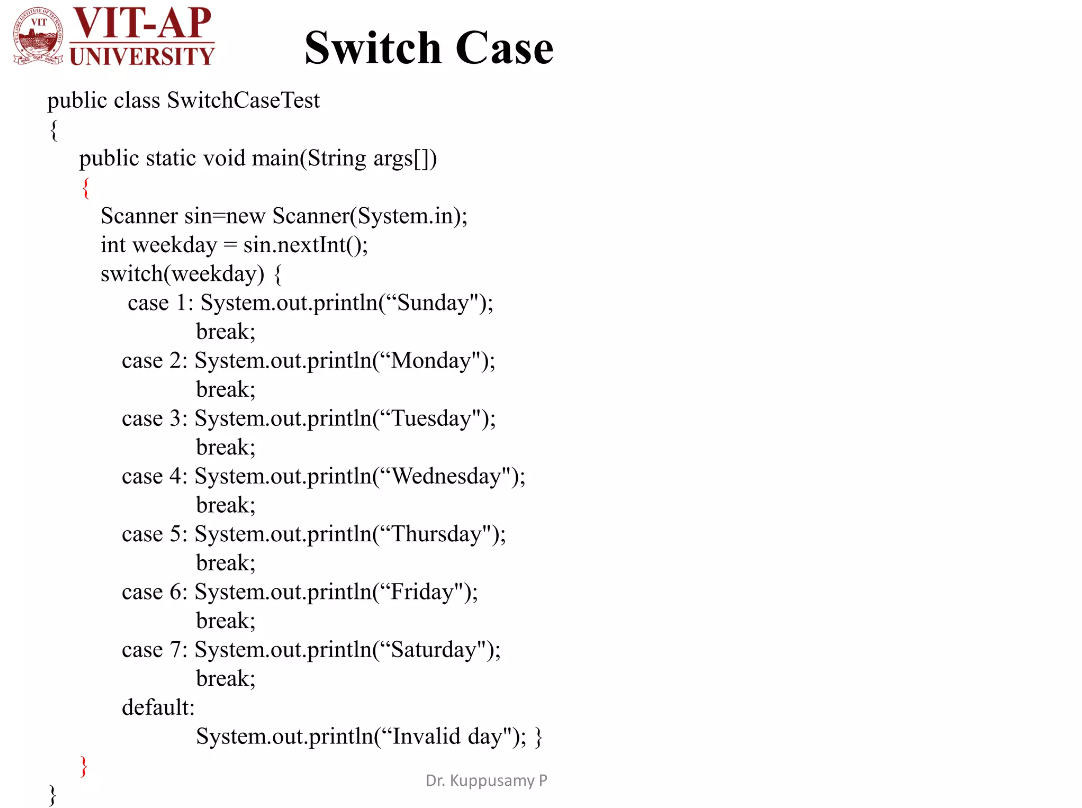 VIT
VIT-AP
UNIVERSITY
Switch Case
public class SwitchCaseTest
{
public static void main(String args[])
{
Scanner sin=new Scanner(System.in);
int weekday = sin.nextInt();
switch(weekday) {
case 1: System.out.println(“Sunday");
break;
case 2: System.out.println(“Monday");
break;
case 3: System.out.println(“Tuesday");
break;
case 4: System.out.println(“Wednesday");
break;
case 5: System.out.println(“Thursday");
break;
case 6: System.out.println(“Friday");
break;
case 7: System.out.println(“Saturday");
break;
default:
System.out.println(“Invalid day"); }
}
}
Dr. Kuppusamy P